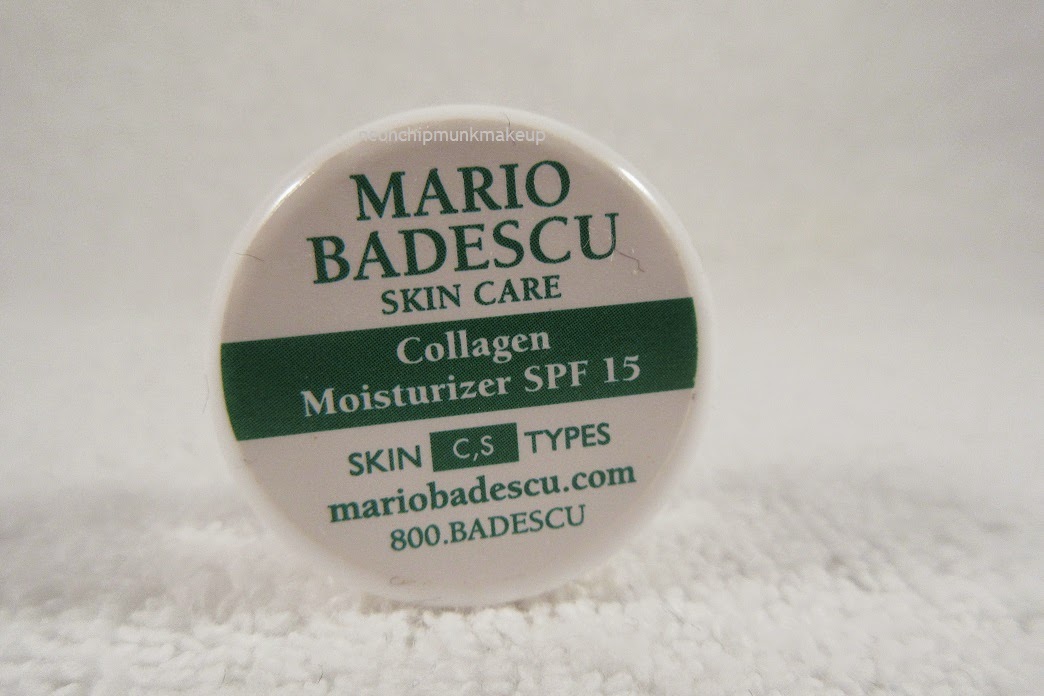 MARIO
BADESCU
SKIN CARE
Collagen
Moisturizer SPF 15
SKIN C,S TYPES
mariobadescu.com
800.BADESCU